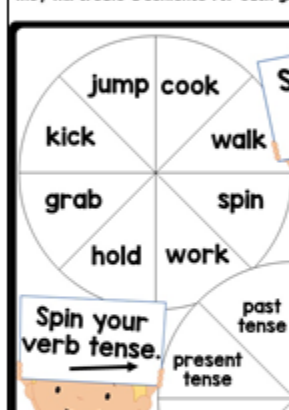 jump cook
kick
walk
grab
spin
hold work
Spin your
verb tense.
past
tense
present
tense